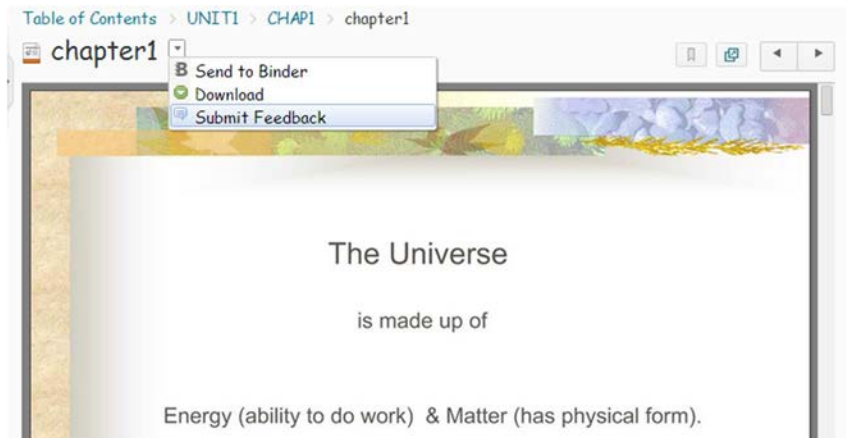 Table of Contents > UNIT1 > CHAP1 > chapter1
chapter1
B Send to Binder
Download
Submit Feedback
The Universe
is made up of
Energy (ability to do work) & Matter (has physical form).